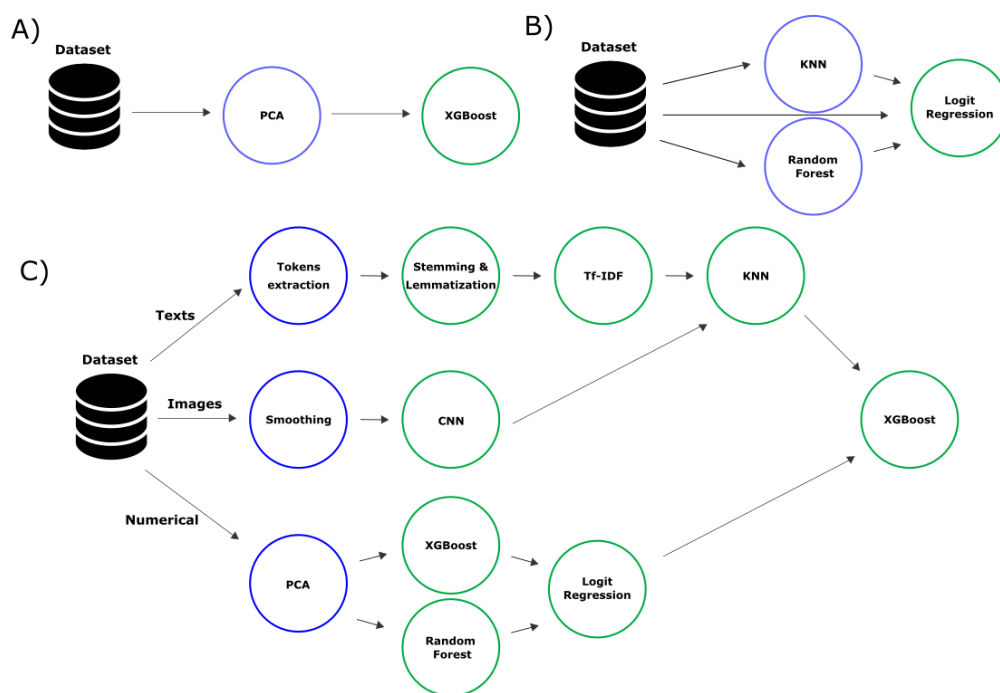 A)
Dataset
PCA
XGBoost
B)
Dataset
KNN
Random
Forest
Logit
Regression
C)
Dataset
Texts
Images
Numerical
Tokens
extraction
Stemming &
Lemmatization
Tf-IDF
KNN
Smoothing
CNN
PCA
XGBoost
Random
Forest
Logit
Regression
XGBoost